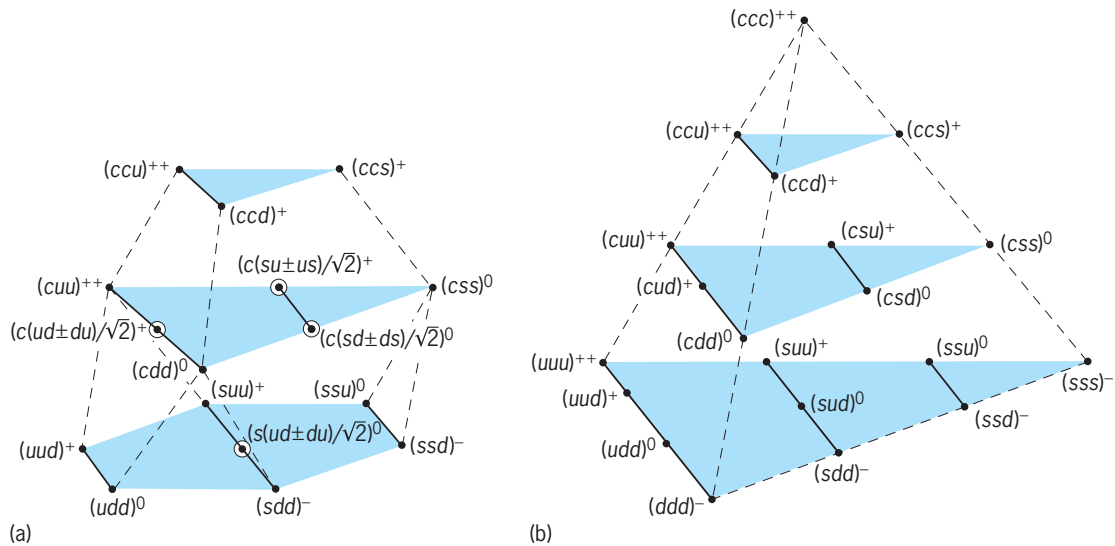 (ccu)⁺⁺
(ccs)⁺
(ccd)⁺
(c(su±us)/√2)⁺
(cuu)⁺⁺
(css)⁰
(c(ud±du)/√2)⁺
(c(sd±ds)/√2)⁰
(cdd)⁰
(suu)⁺
(ssu)⁰
(uud)⁺
(s(ud±du)/√2)⁰
(ssd)⁻
(udd)⁰
(sdd)⁻
(a)
(ccc)⁺⁺
(ccu)⁺⁺
(ccs)⁺
(ccd)⁺
(cuu)⁺⁺
(csu)⁺
(css)⁰
(cud)⁺
(csd)⁰
(cdd)⁰
(uuu)⁺⁺
(suu)⁺
(ssu)⁰
(sss)⁻
(uud)⁺
(sud)⁰
(ssd)⁻
(udd)⁰
(sdd)⁻
(ddd)⁻
(b)